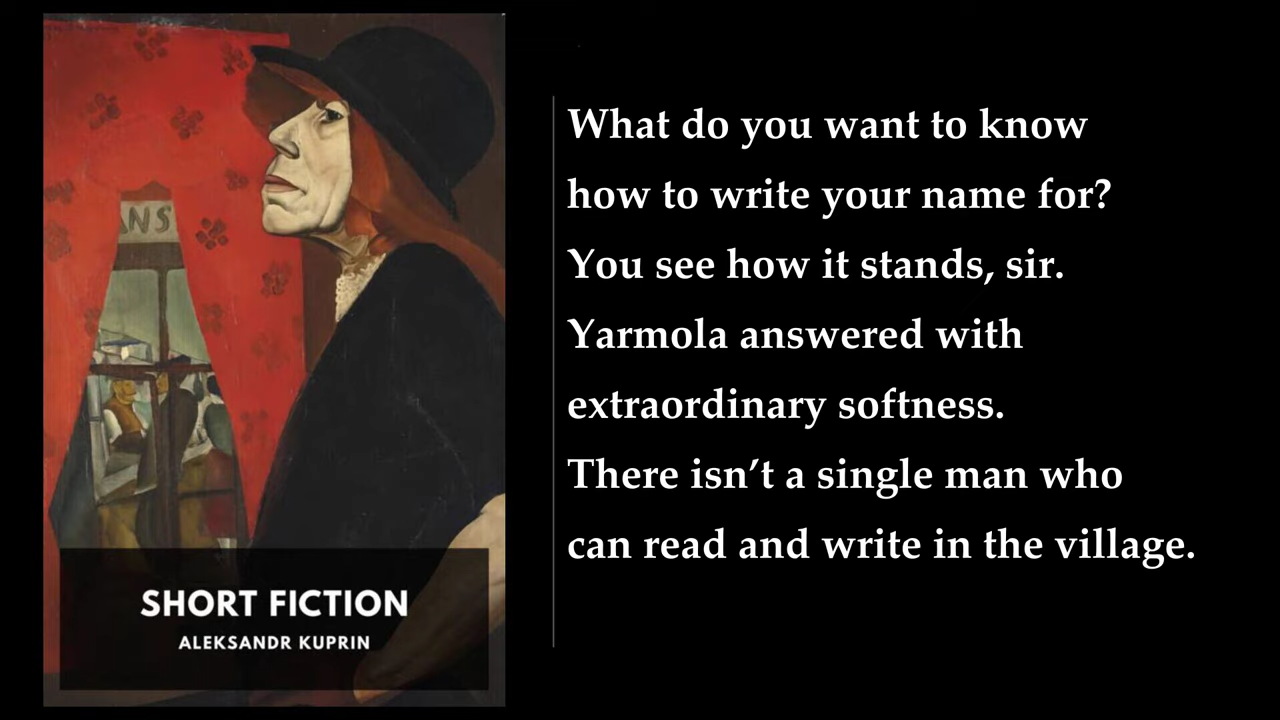 ANS
SHORT FICTION
ALEKSANDR KUPRIN
What do you want to know
how to write your name for?
You see how it stands, sir.
Yarmola answered with
extraordinary softness.
There isn’t a single man who
can read and write in the village.